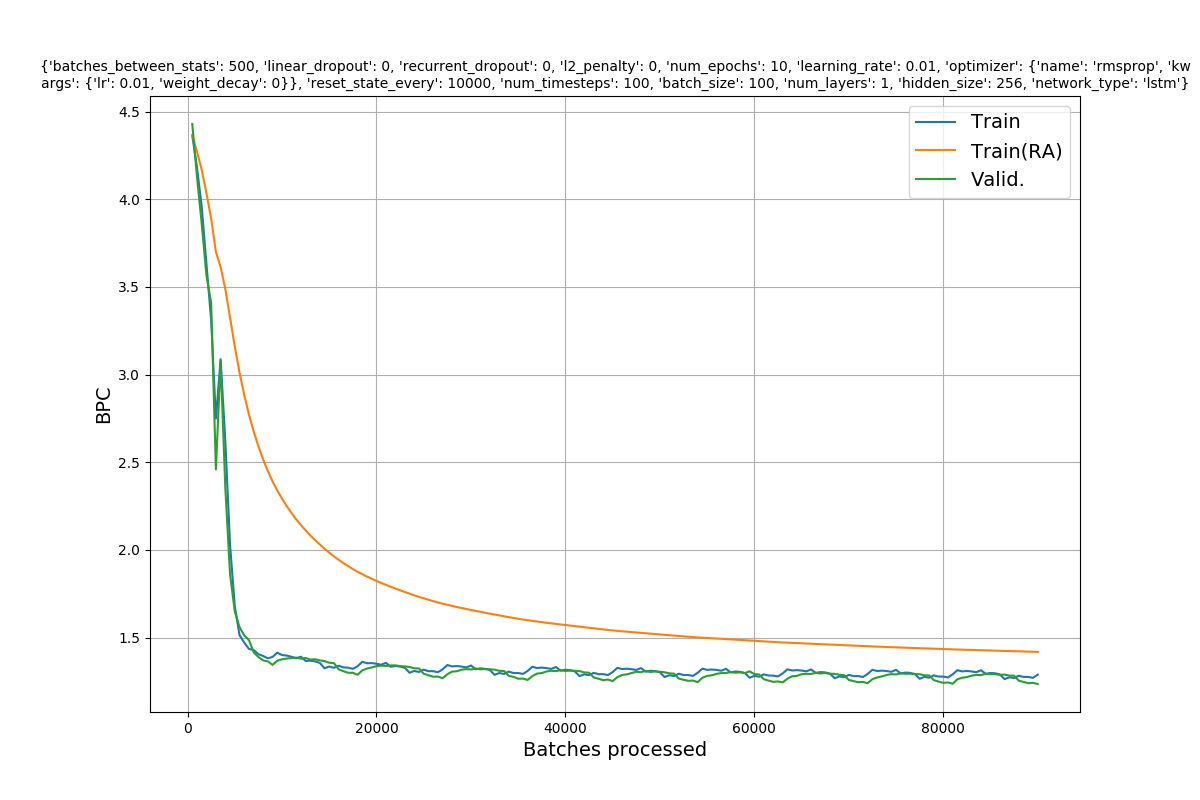 {'batches_between_stats': 500, 'linear_dropout': 0, 'recurrent_dropout': 0, 'l2_penalty': 0, 'num_epochs': 10, 'learning_rate': 0.01, 'optimizer': {'name': 'rmsprop', 'kw
args': {'lr': 0.01, 'weight_decay': 0}}, 'reset_state_every': 10000, 'num_timesteps': 100, 'batch_size': 100, 'num_layers': 1, 'hidden_size': 256, 'network_type': 'lstm'}
Train
Train(RA)
Valid.
4.5
4.0
3.5
3.0
2.5
2.0
1.5
BPC
0
20000
40000
60000
80000
Batches processed